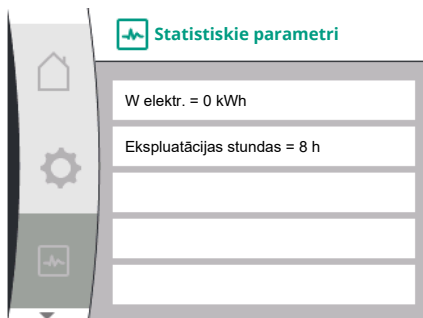 Statistiskie parametri
W elektr. = 0 kWh
Ekspluatācijas stundas = 8 h